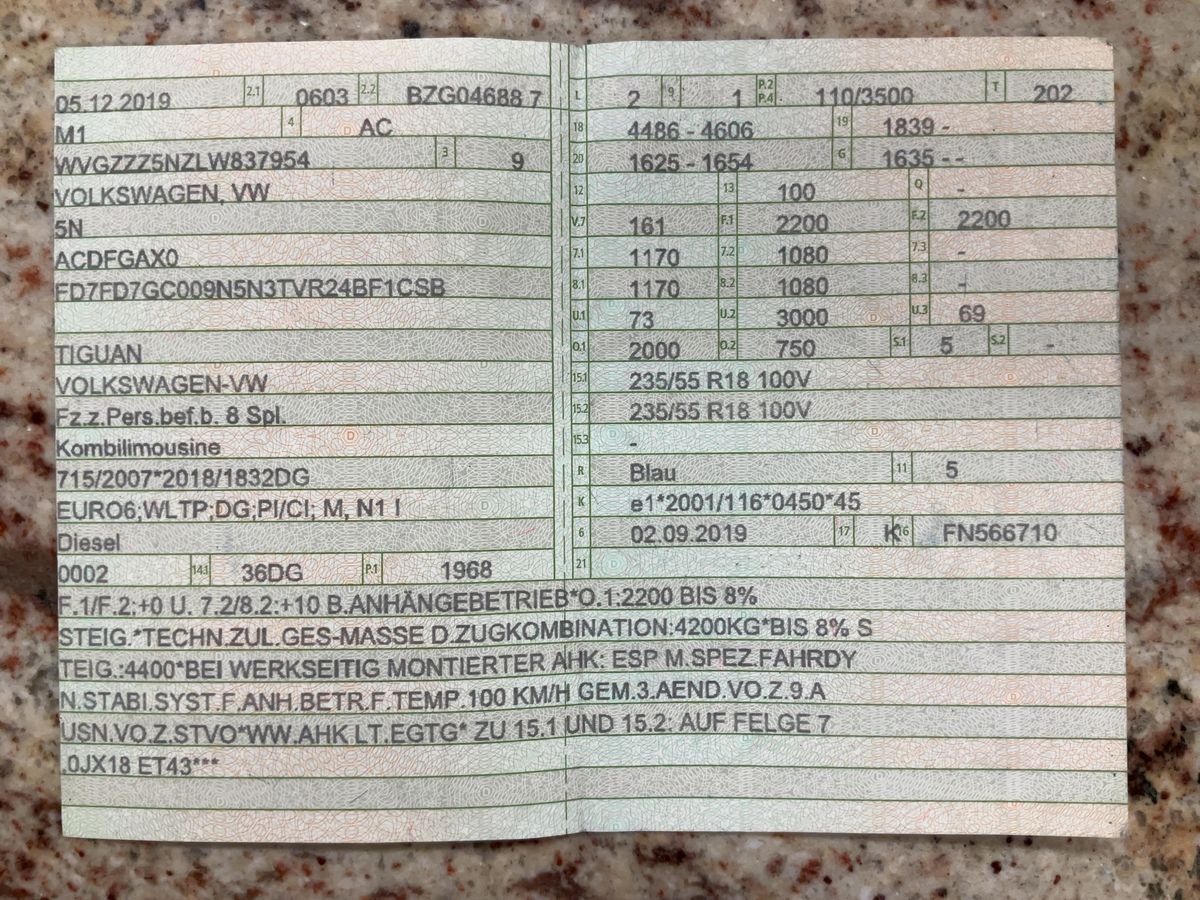 05.12.2019 2.1 0603 2.2 BZG04688 7
M1 4 AC
WVGZZZ5NZLW837954 3 9
VOLKSWAGEN, VW
5N
ACDFGAX0
FD7FD7GC009N5N3TVR24BF1CSB
TIGUAN
VOLKSWAGEN-VW
Fz.z.Pers.bef.b. 8 Spl.
Kombilimousine
715/2007*2018/1832DG
EURO6;WLTP;DG;PI/CI; M, N1 I
Diesel
0002 14.1 36DG P.1 1968
L 2 9 1 P.2 P.4 110/3500 T 202
18 4486 - 4606 19 1839 -
20 1625 - 1654 G 1635 - -
12 13 100 Q -
V.7 161 F.1 2200 F.2 2200
7.1 1170 7.2 1080 7.3 -
8.1 1170 8.2 1080 8.3 -
U.1 73 U.2 3000 U.3 69
O.1 2000 O.2 750 S.1 5 S.2 -
15.1 235/55 R18 100V
15.2 235/55 R18 100V
15.3 -
R Blau 11 5
K e1*2001/116*0450*45
6 02.09.2019 17 K 16 FN566710
21
F.1/F.2:+0 U. 7.2/8.2:+10 B.ANHÄNGEBETRIEB*O.1:2200 BIS 8%
STEIG.*TECHN.ZUL.GES-MASSE D.ZUGKOMBINATION:4200KG*BIS 8% S
TEIG.:4400*BEI WERKSEITIG MONTIERTER AHK: ESP M.SPEZ.FAHRDY
N.STABI.SYST.F.ANH.BETR.F.TEMP.100 KM/H GEM.3.AEND.VO.Z.9.A
USN.VO.Z.STVO*WW.AHK LT.EGTG* ZU 15.1 UND 15.2: AUF FELGE 7
.0JX18 ET43***